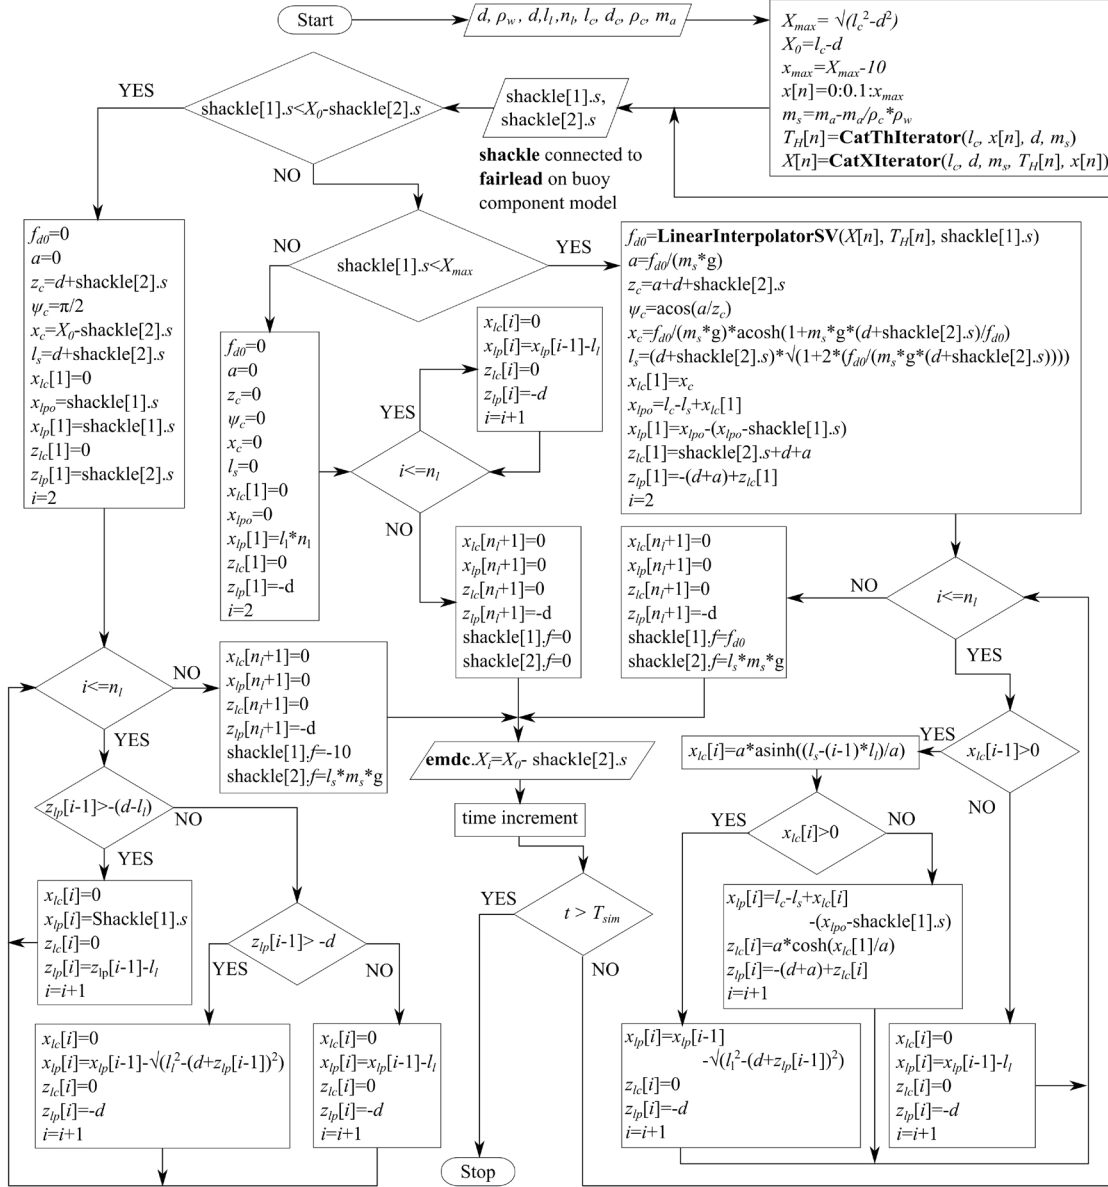 Start
d, ρw, d,ll,nl, lc, dc, ρc, ma
Xmax= √(lc²-d²)
X0=lc-d
xmax=Xmax-10
x[n]=0:0.1:xmax
ms=ma-ma/ρc*ρw
TH[n]=CatThIterator(lc, x[n], d, ms)
X[n]=CatXIterator(lc, d, ms, TH[n], x[n])
shackle[1].s,
shackle[2].s
shackle connected to
fairlead on buoy
component model
YES
shackle[1].s<X0-shackle[2].s
NO
fd0=0
a=0
zc=d+shackle[2].s
ψc=π/2
xc=X0-shackle[2].s
ls=d+shackle[2].s
xlc[1]=0
xlpo=shackle[1].s
xlp[1]=shackle[1].s
zlc[1]=0
zlp[1]=shackle[2].s
i=2
NO
shackle[1].s<Xmax
YES
fd0=0
a=0
zc=0
ψc=0
xc=0
ls=0
xlc[1]=0
xlpo=0
xlp[1]=l1*n1
zlc[1]=0
zlp[1]=-d
i=2
xlc[i]=0
xlp[i]=xlp[i-1]-ll
zlc[i]=0
zlp[i]=-d
i=i+1
YES
i<=nl
NO
fd0=LinearInterpolatorSV(X[n], TH[n], shackle[1].s)
a=fd0/(ms*g)
zc=a+d+shackle[2].s
ψc=acos(a/zc)
xc=fd0/(ms*g)*acosh(1+ms*g*(d+shackle[2].s)/fd0)
ls=(d+shackle[2].s)*√(1+2*(fd0/(ms*g*(d+shackle[2].s))))
xlc[1]=xc
xlpo=lc-ls+xlc[1]
xlp[1]=xlpo-(xlpo-shackle[1].s)
zlc[1]=shackle[2].s+d+a
zlp[1]=-(d+a)+zlc[1]
i=2
xlc[nl+1]=0
xlp[nl+1]=0
zlc[nl+1]=0
zlp[nl+1]=-d
shackle[1].f=0
shackle[2].f=0
xlc[nl+1]=0
xlp[nl+1]=0
zlc[nl+1]=0
zlp[nl+1]=-d
shackle[1].f=fd0
shackle[2].f=ls*ms*g
NO
i<=nl
YES
i<=nl
NO
YES
xlc[nl+1]=0
xlp[nl+1]=0
zlc[nl+1]=0
zlp[nl+1]=-d
shackle[1].f=-10
shackle[2].f=ls*ms*g
emdc.Xi=X0- shackle[2].s
time increment
YES
t > Tsim
NO
Stop
xlc[i]=a*asinh((ls-(i-1)*ll)/a)
YES
xlc[i-1]>0
NO
YES
xlc[i]>0
NO
zlp[i-1]>-(d-ll)
NO
YES
xlc[i]=0
xlp[i]=Shackle[1].s
zlc[i]=0
zlp[i]=zlp[i-1]-ll
i=i+1
zlp[i-1]> -d
YES
NO
xlp[i]=lc-ls+xlc[i]
-(xlpo-shackle[1].s)
zlc[i]=a*cosh(xlc[1]/a)
zlp[i]=-(d+a)+zlc[i]
i=i+1
xlc[i]=0
xlp[i]=xlp[i-1]-√(ll²-(d+zlp[i-1])²)
zlc[i]=0
zlp[i]=-d
i=i+1
xlc[i]=0
xlp[i]=xlp[i-1]-ll
zlc[i]=0
zlp[i]=-d
i=i+1
xlp[i]=xlp[i-1]
-√(l1²-(d+zlp[i-1])²)
zlc[i]=0
zlp[i]=-d
i=i+1
xlc[i]=0
xlp[i]=xlp[i-1]-ll
zlc[i]=0
zlp[i]=-d
i=i+1